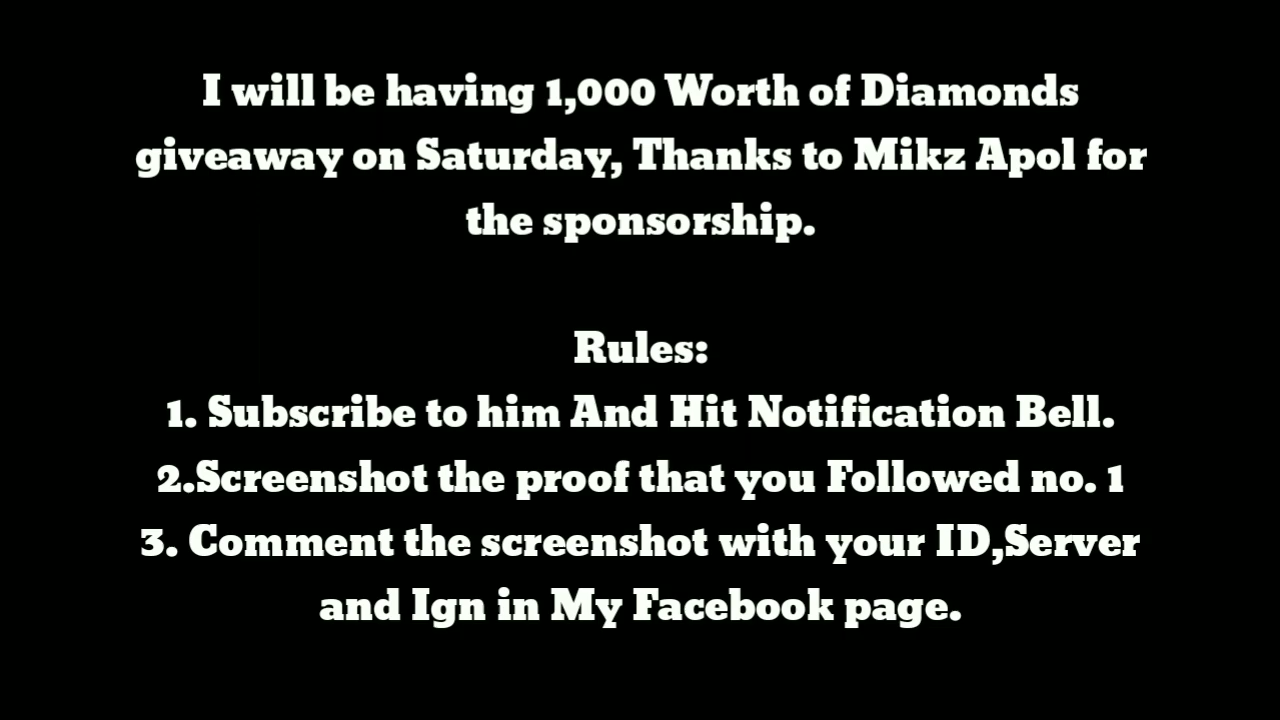 I will be having 1,000 Worth of Diamonds
giveaway on Saturday, Thanks to Mikz Apol for
the sponsorship.
Rules:
1. Subscribe to him And Hit Notification Bell.
2.Screenshot the proof that you Followed no. 1
3. Comment the screenshot with your ID,Server
and Ign in My Facebook page.